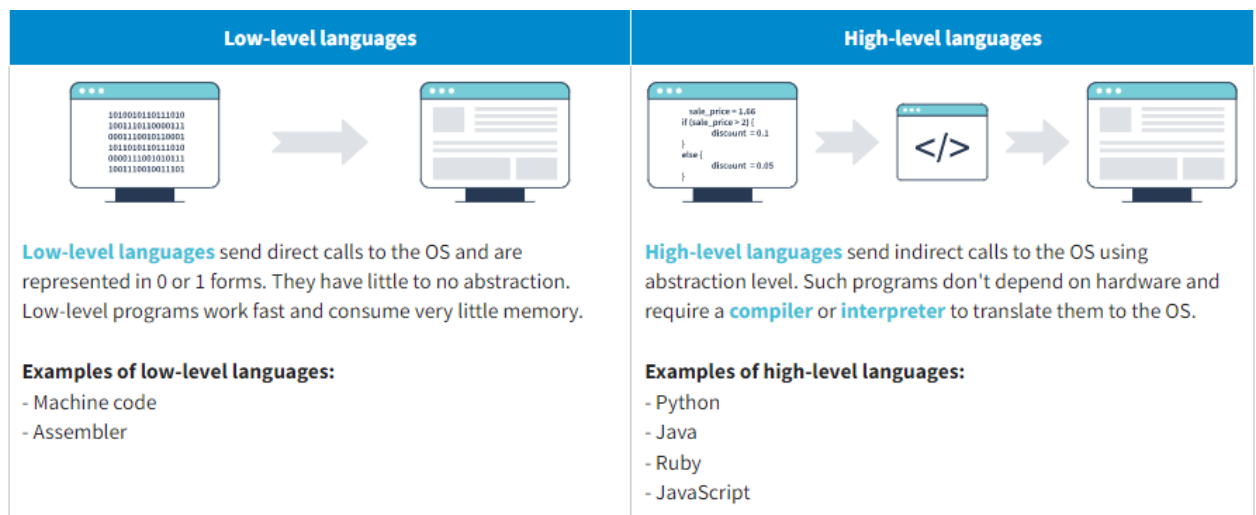 Low-level languages
1010010110111010
1001110110000111
0001110010110001
1011010110111010
0000111001010111
1001110010011101
Low-level languages send direct calls to the OS and are
represented in 0 or 1 forms. They have little to no abstraction.
Low-level programs work fast and consume very little memory.
Examples of low-level languages:
- Machine code
- Assembler
High-level languages
sale_price = 1.66
if (sale_price > 2) {
discount = 0.1
}
else {
discount = 0.05
}
</>
High-level languages send indirect calls to the OS using
abstraction level. Such programs don't depend on hardware and
require a compiler or interpreter to translate them to the OS.
Examples of high-level languages:
- Python
- Java
- Ruby
- JavaScript